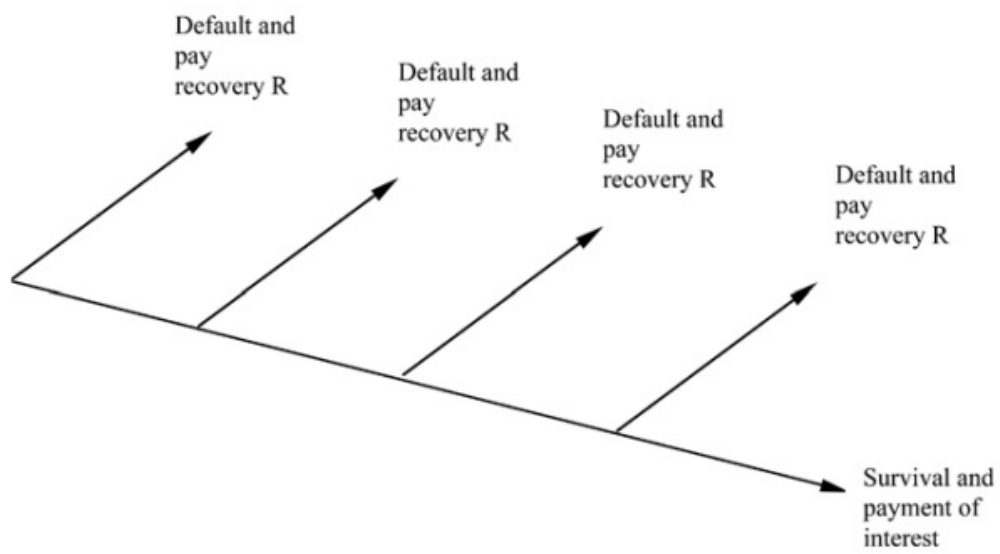 Default and
pay
recovery R
Default and
pay
recovery R
Default and
pay
recovery R
Default and
pay
recovery R
Survival and
payment of
interest